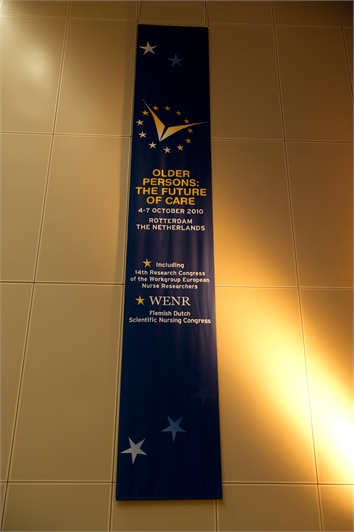 OLDER
PERSONS:
THE FUTURE
OF CARE
4-7 OCTOBER 2010
ROTTERDAM
THE NETHERLANDS
Including
14th Research Congress
of the Workgroup European
Nurse Researchers
WENR
Flemish Dutch
Scientific Nursing Congress